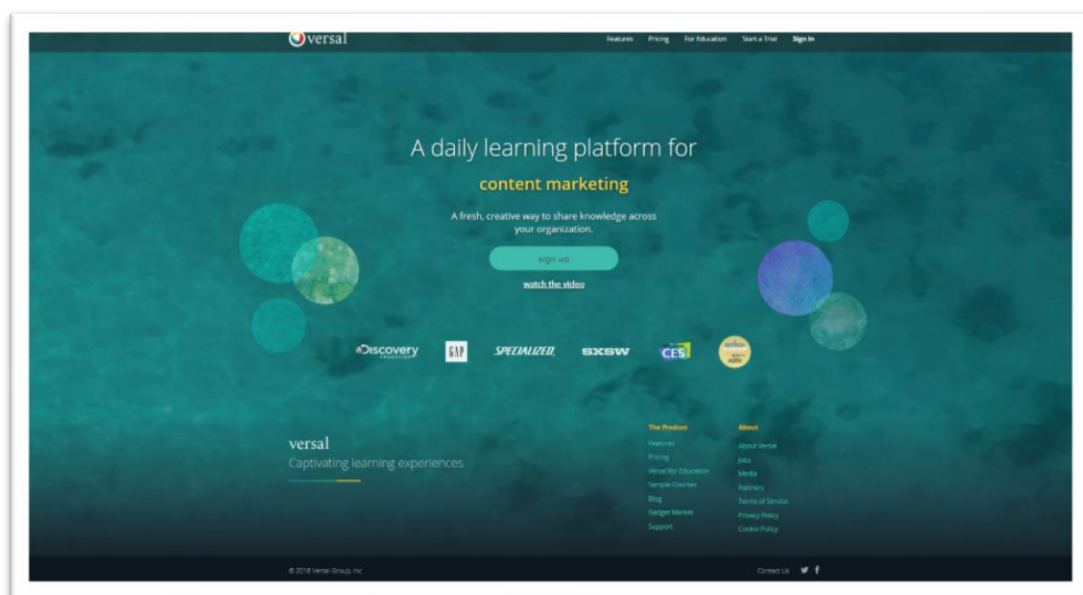 versal
Features Pricing For Education Start a Trial Sign In
A daily learning platform for
content marketing
A fresh, creative way to share knowledge across
your organization.
sign up
watch the video
Discovery
EDUCATION
GAP
SPECIALIZED
SXSW
CES
versal
Captivating learning experiences
The Product
Features
Pricing
Versal for Education
Sample Courses
Blog
Gadget Market
Support
About
About Versal
Jobs
Media
Partners
Terms of Service
Privacy Policy
Cookie Policy
© 2018 Versal Group, Inc.
Contact Us